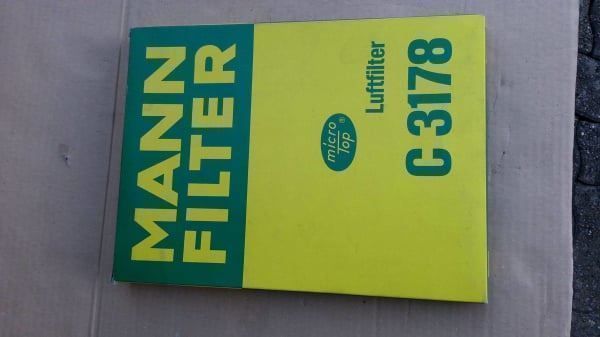 MANN
FILTER
micro
Top ®
Luftfilter
C 3178